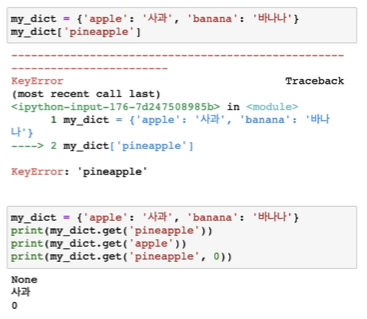 my_dict = {'apple': '사과', 'banana': '바나나'}
my_dict['pineapple']
---------------------------------------------------
------------------------
KeyError                                  Traceback
(most recent call last)
<ipython-input-176-7d247508985b> in <module>
      1 my_dict = {'apple': '사과', 'banana': '바나
나'}
----> 2 my_dict['pineapple']
KeyError: 'pineapple'
my_dict = {'apple': '사과', 'banana': '바나나'}
print(my_dict.get('pineapple'))
print(my_dict.get('apple'))
print(my_dict.get('pineapple', 0))
None
사과
0